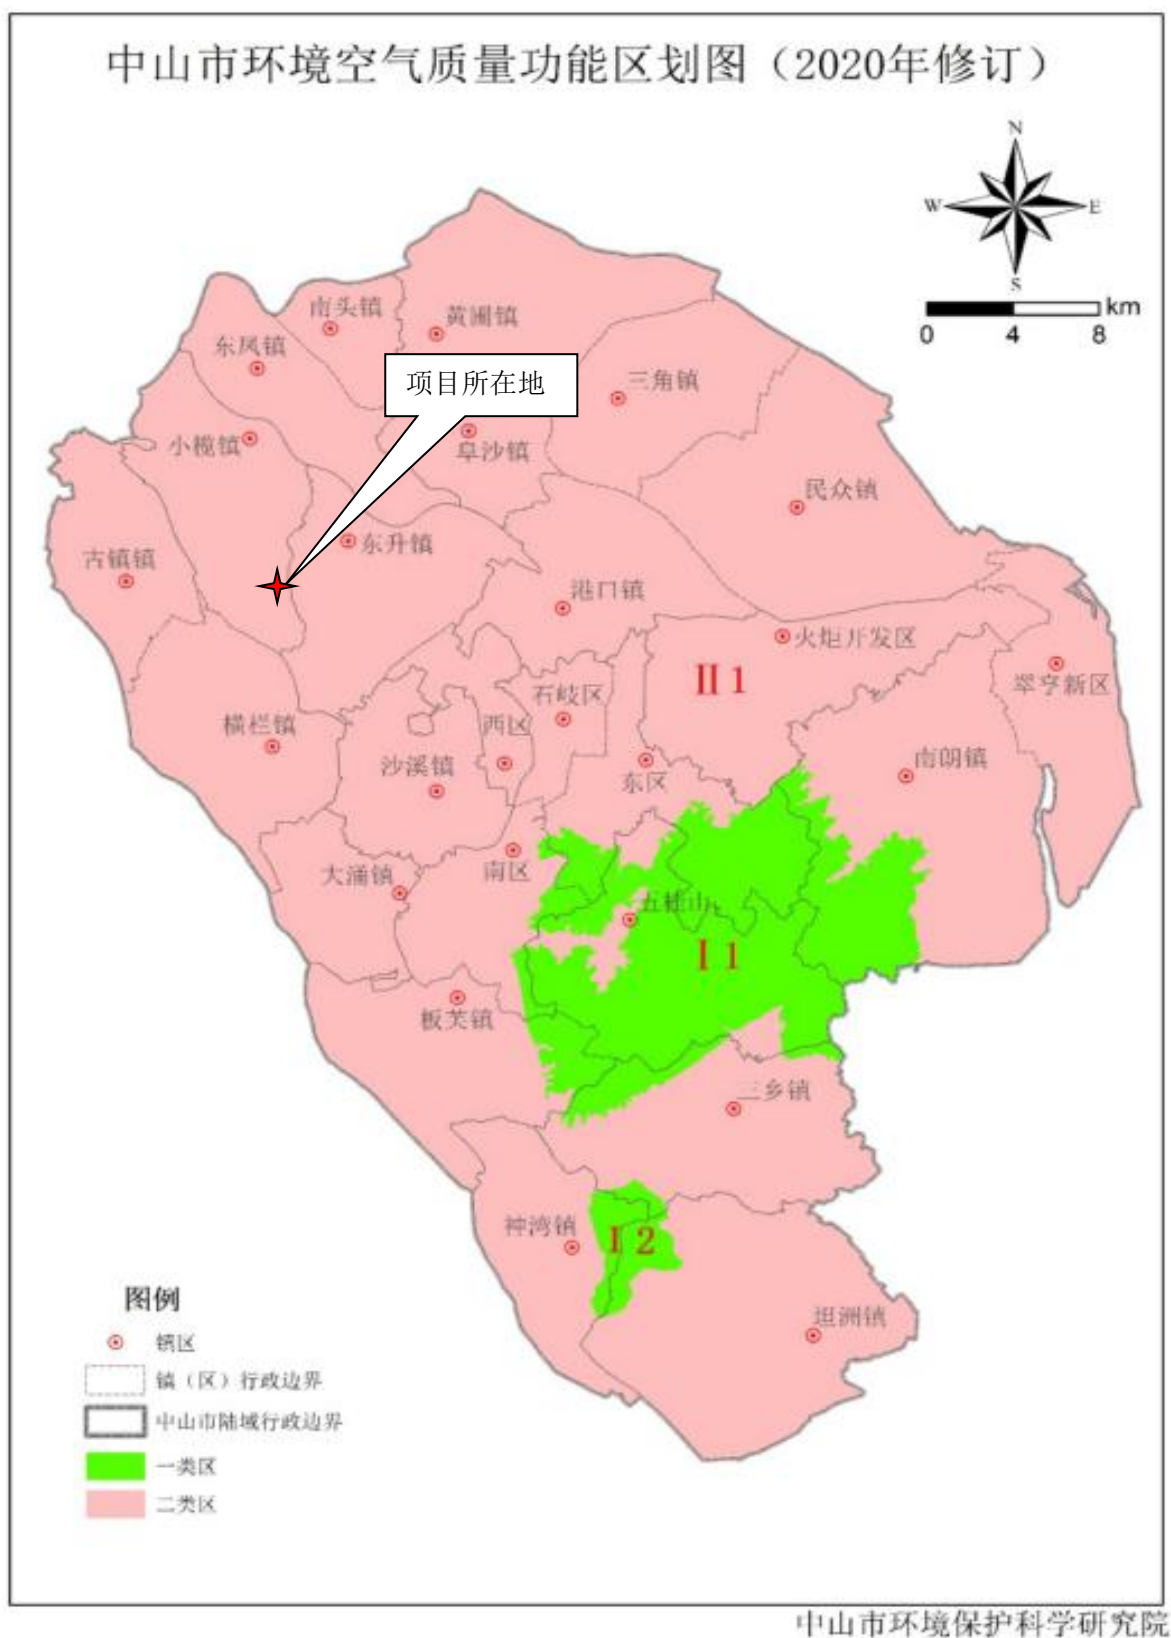 中山市环境空气质量功能区划图（2020年修订）
N
W E
S
km
0 4 8
南头镇
黄圃镇
东凤镇
项目所在地
三角镇
小榄镇
阜沙镇
民众镇
东升镇
古镇镇
港口镇
火炬开发区
翠亨新区
II 1
石岐区
横栏镇
西区
沙溪镇
东区
南朗镇
南区
大涌镇
五桂山
I 1
板芙镇
三乡镇
神湾镇
I 2
坦洲镇
图例
镇区
镇（区）行政边界
中山市陆域行政边界
一类区
二类区
中山市环境保护科学研究院